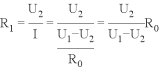 R₁ = U₂/I = U₂/((U₁−U₂)/R₀) = U₂/(U₁−U₂) R₀